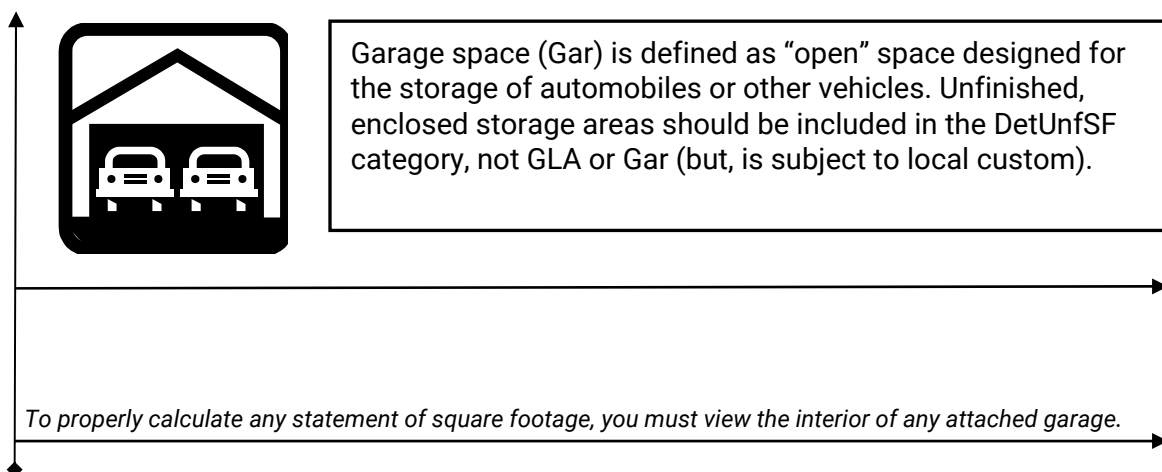 Garage space (Gar) is defined as “open” space designed for
the storage of automobiles or other vehicles. Unfinished,
enclosed storage areas should be included in the DetUnfSF
category, not GLA or Gar (but, is subject to local custom).
To properly calculate any statement of square footage, you must view the interior of any attached garage.